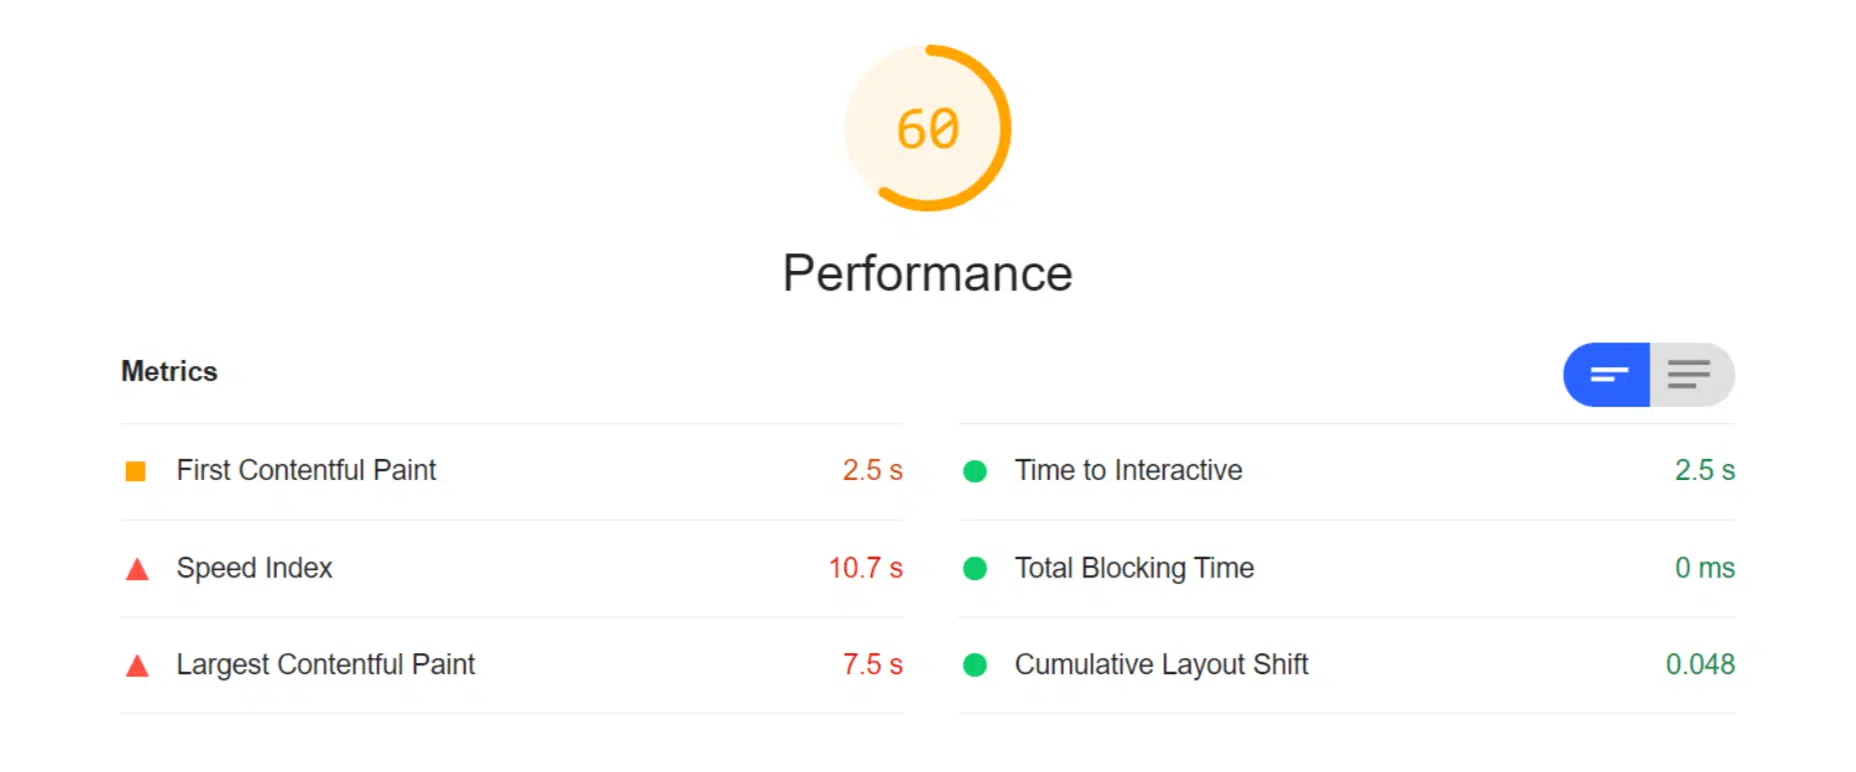 60
Performance
Metrics
First Contentful Paint 2.5 s
Time to Interactive 2.5 s
Speed Index 10.7 s
Total Blocking Time 0 ms
Largest Contentful Paint 7.5 s
Cumulative Layout Shift 0.048